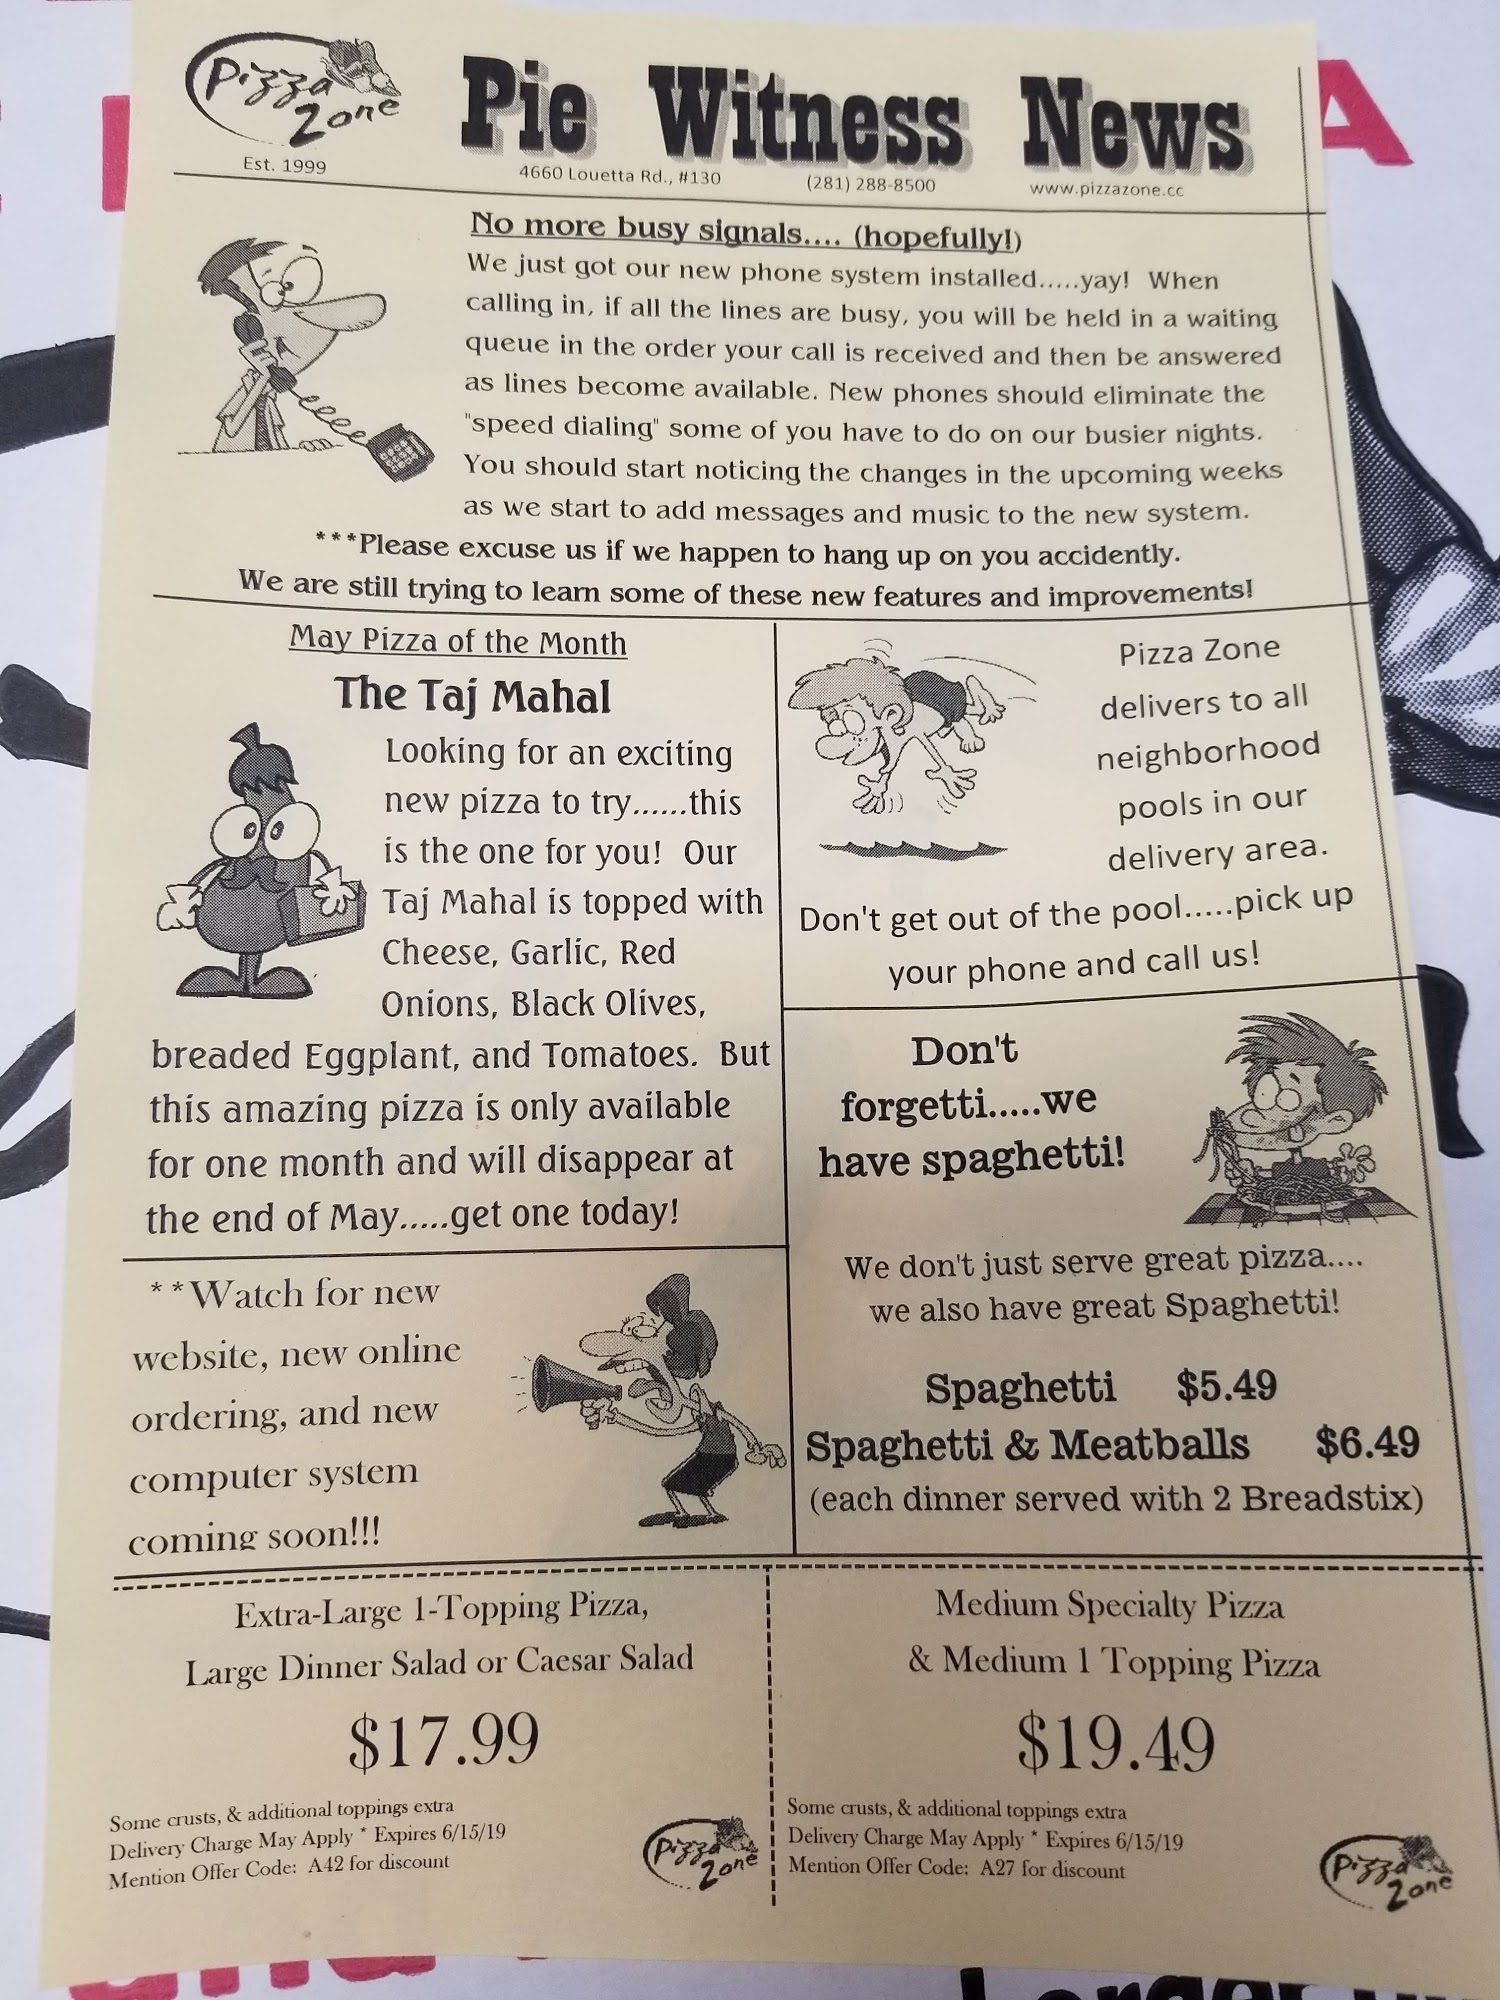 Pizza Zone
Est. 1999
Pie Witness News
4660 Louetta Rd., #130 (281) 288-8500 www.pizzazone.cc
No more busy signals.... (hopefully!)
We just got our new phone system installed.....yay! When
calling in, if all the lines are busy, you will be held in a waiting
queue in the order your call is received and then be answered
as lines become available. New phones should eliminate the
"speed dialing" some of you have to do on our busier nights.
You should start noticing the changes in the upcoming weeks
as we start to add messages and music to the new system.
***Please excuse us if we happen to hang up on you accidently.
We are still trying to learn some of these new features and improvements!
May Pizza of the Month
The Taj Mahal
Looking for an exciting
new pizza to try......this
is the one for you! Our
Taj Mahal is topped with
Cheese, Garlic, Red
Onions, Black Olives,
breaded Eggplant, and Tomatoes. But
this amazing pizza is only available
for one month and will disappear at
the end of May.....get one today!
Pizza Zone
delivers to all
neighborhood
pools in our
delivery area.
Don't get out of the pool.....pick up
your phone and call us!
Don't
forgetti.....we
have spaghetti!
We don't just serve great pizza....
we also have great Spaghetti!
Spaghetti $5.49
Spaghetti & Meatballs $6.49
(each dinner served with 2 Breadstix)
**Watch for new
website, new online
ordering, and new
computer system
coming soon!!!
Extra-Large 1-Topping Pizza,
Large Dinner Salad or Caesar Salad
$17.99
Some crusts, & additional toppings extra
Delivery Charge May Apply * Expires 6/15/19
Mention Offer Code: A42 for discount
Pizza Zone
Medium Specialty Pizza
& Medium 1 Topping Pizza
$19.49
Some crusts, & additional toppings extra
Delivery Charge May Apply * Expires 6/15/19
Mention Offer Code: A27 for discount
Pizza Zone